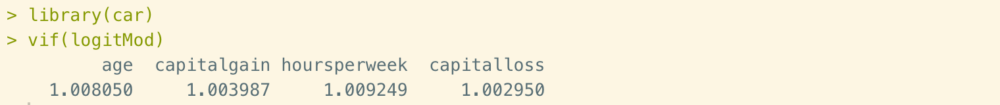 > library(car)
> vif(logitMod)
age capitalgain hoursperweek capitalloss
1.008050 1.003987 1.009249 1.002950